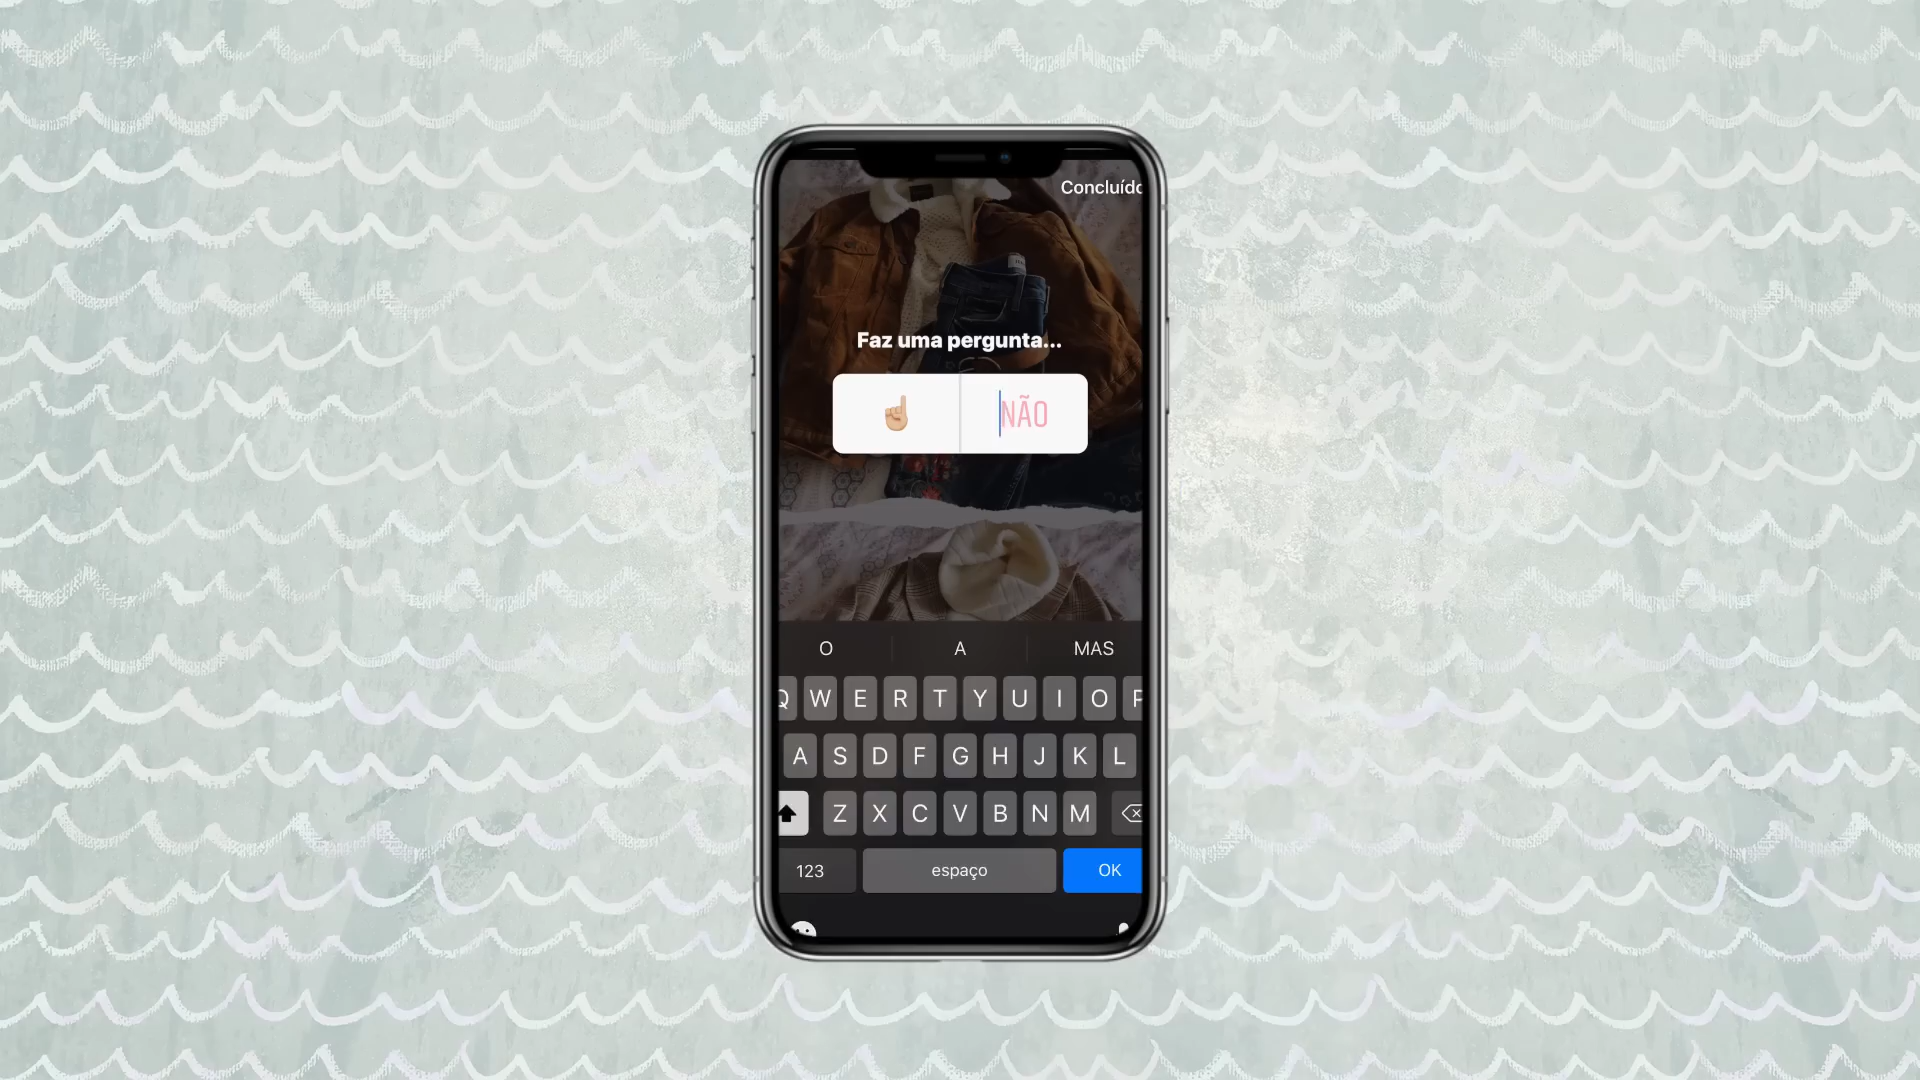 Concluído
Faz uma pergunta...
☝🏼 NÃO
O A MAS
Q W E R T Y U I O P
A S D F G H J K L
Z X C V B N M
123 espaço OK